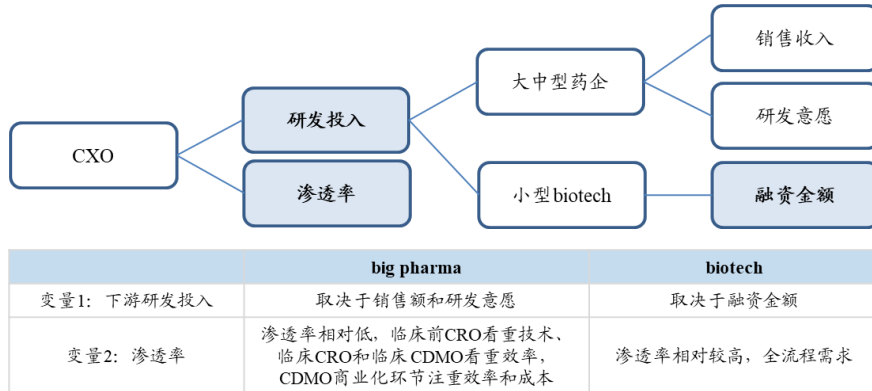 销售收入
大中型药企
研发投入
研发意愿
CXO
渗透率
小型biotech
融资金额
big pharma
biotech
变量1：下游研发投入
取决于销售额和研发意愿
取决于融资金额
变量2：渗透率
渗透率相对低，临床前CRO看重技术、
临床CRO和临床CDMO看重效率，
CDMO商业化环节注重效率和成本
渗透率相对较高，全流程需求